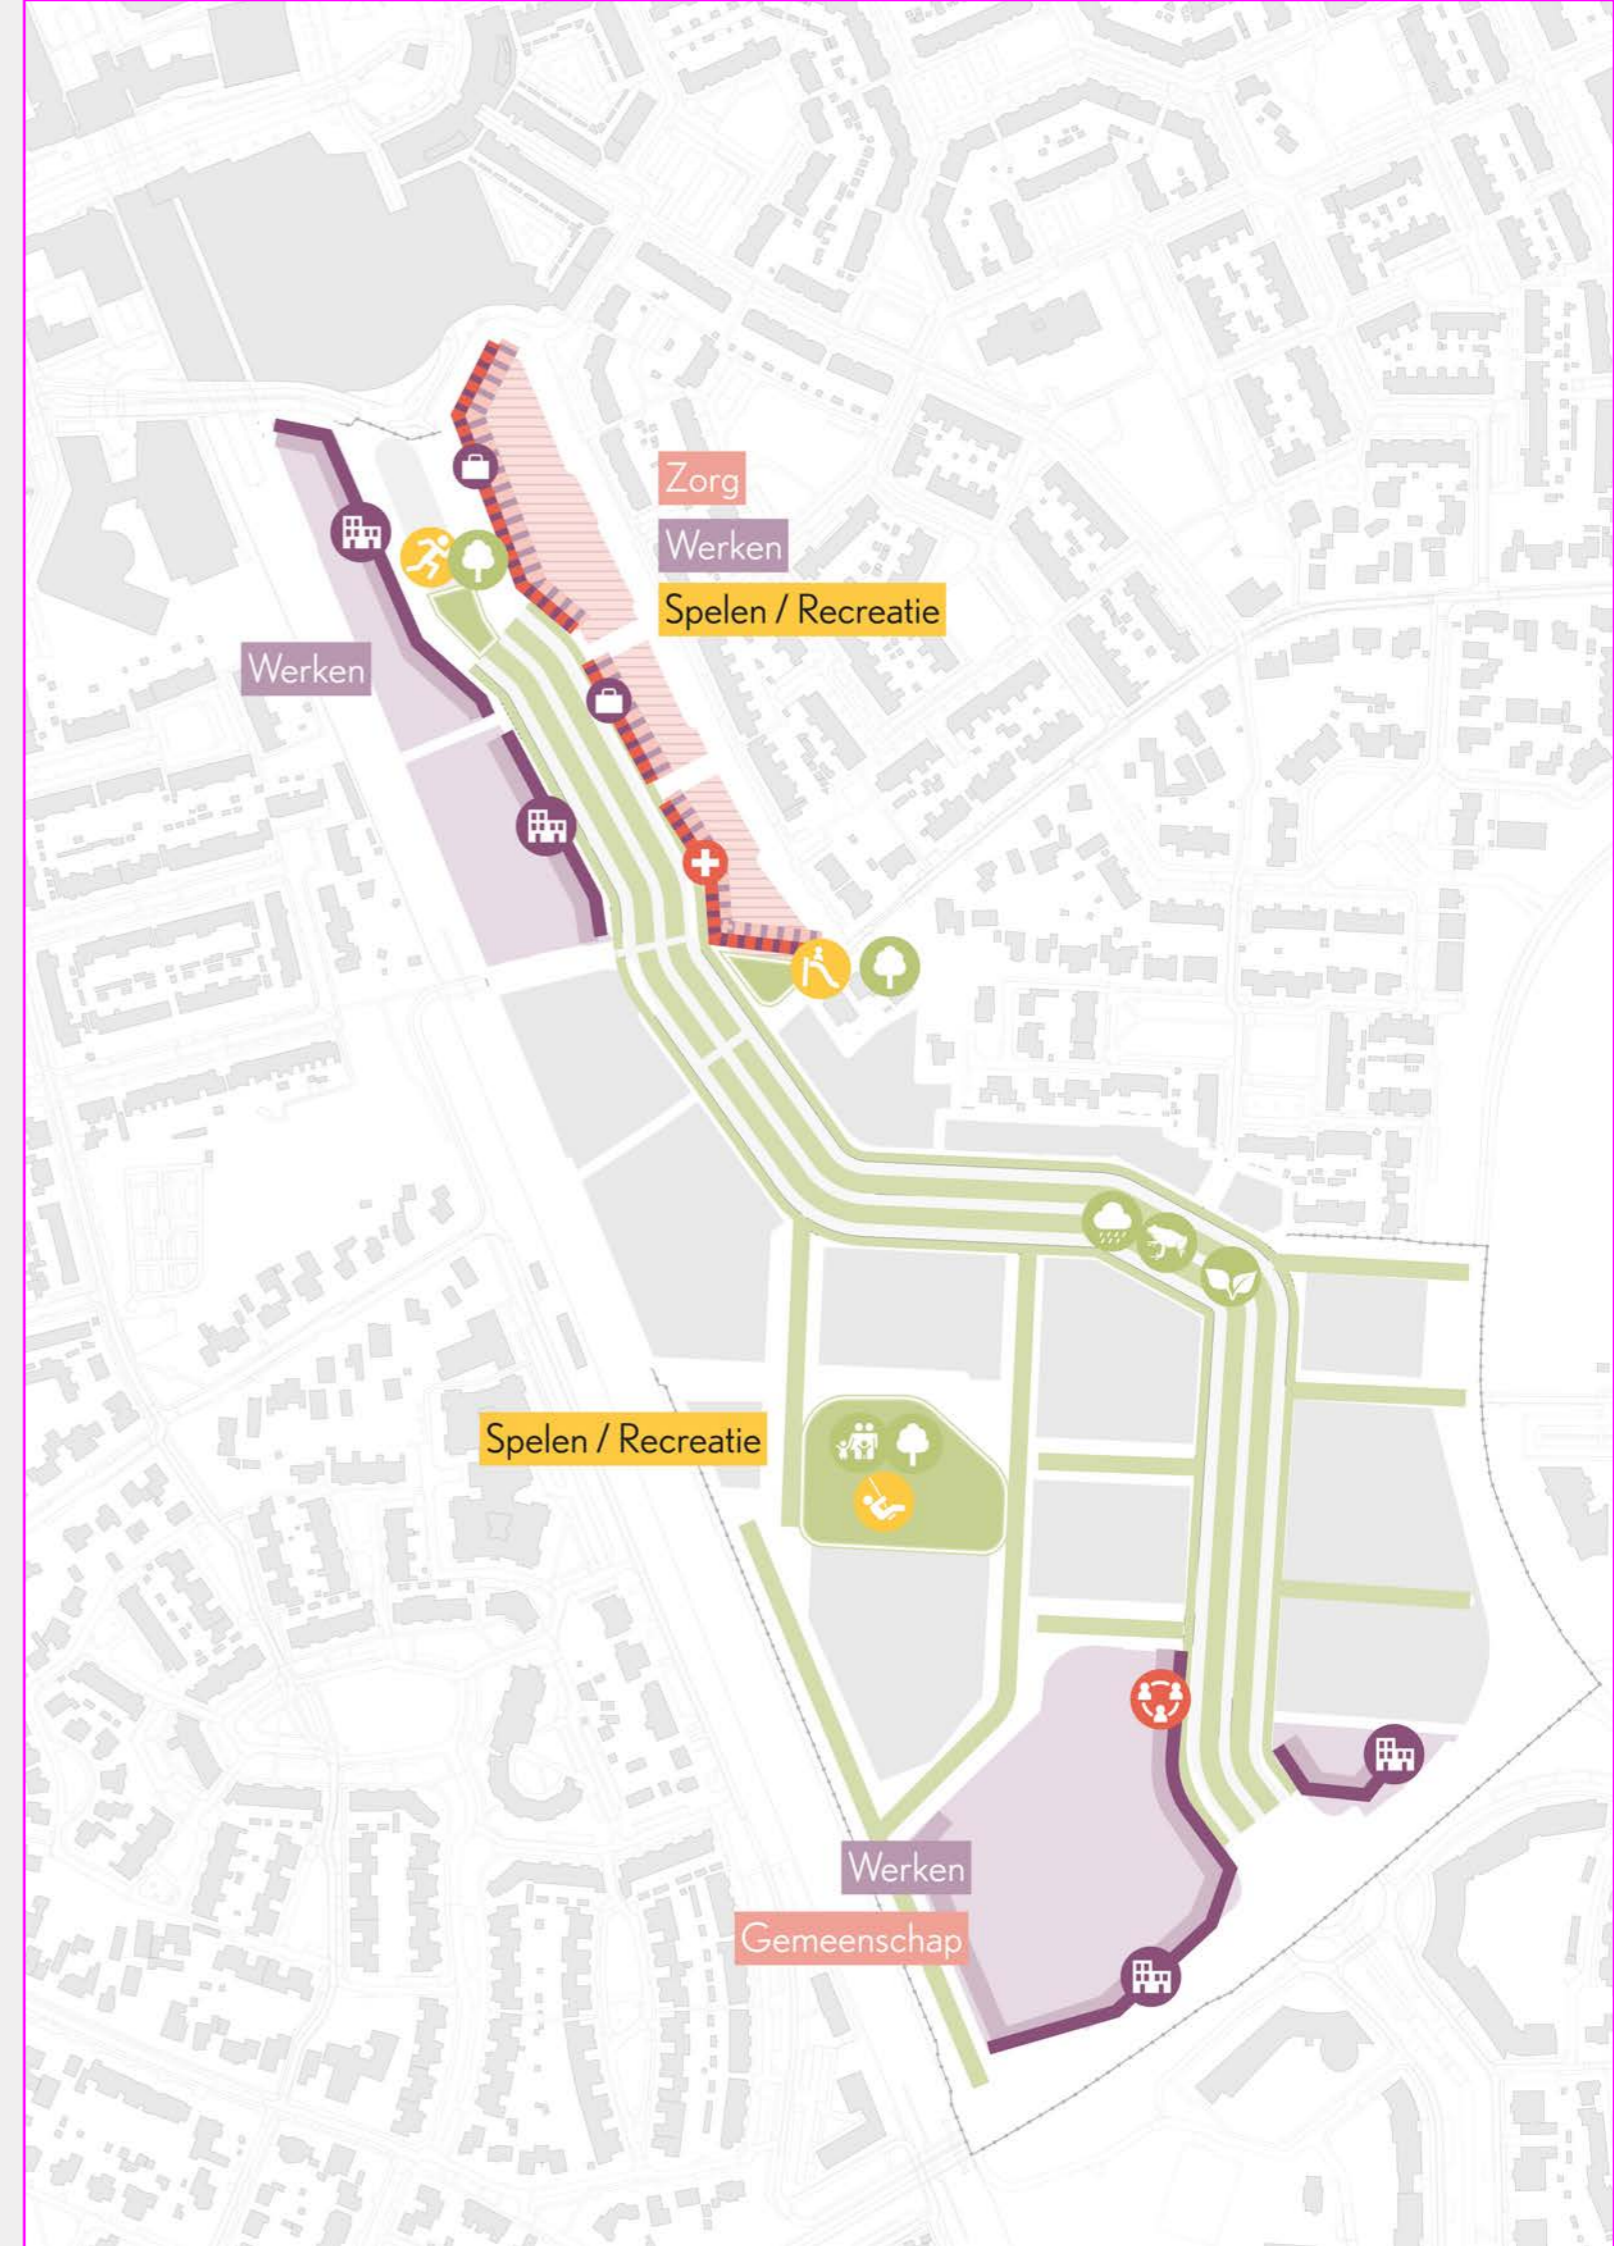 Zorg
Werken
Spelen / Recreatie
Werken
Spelen / Recreatie
Werken
Gemeenschap